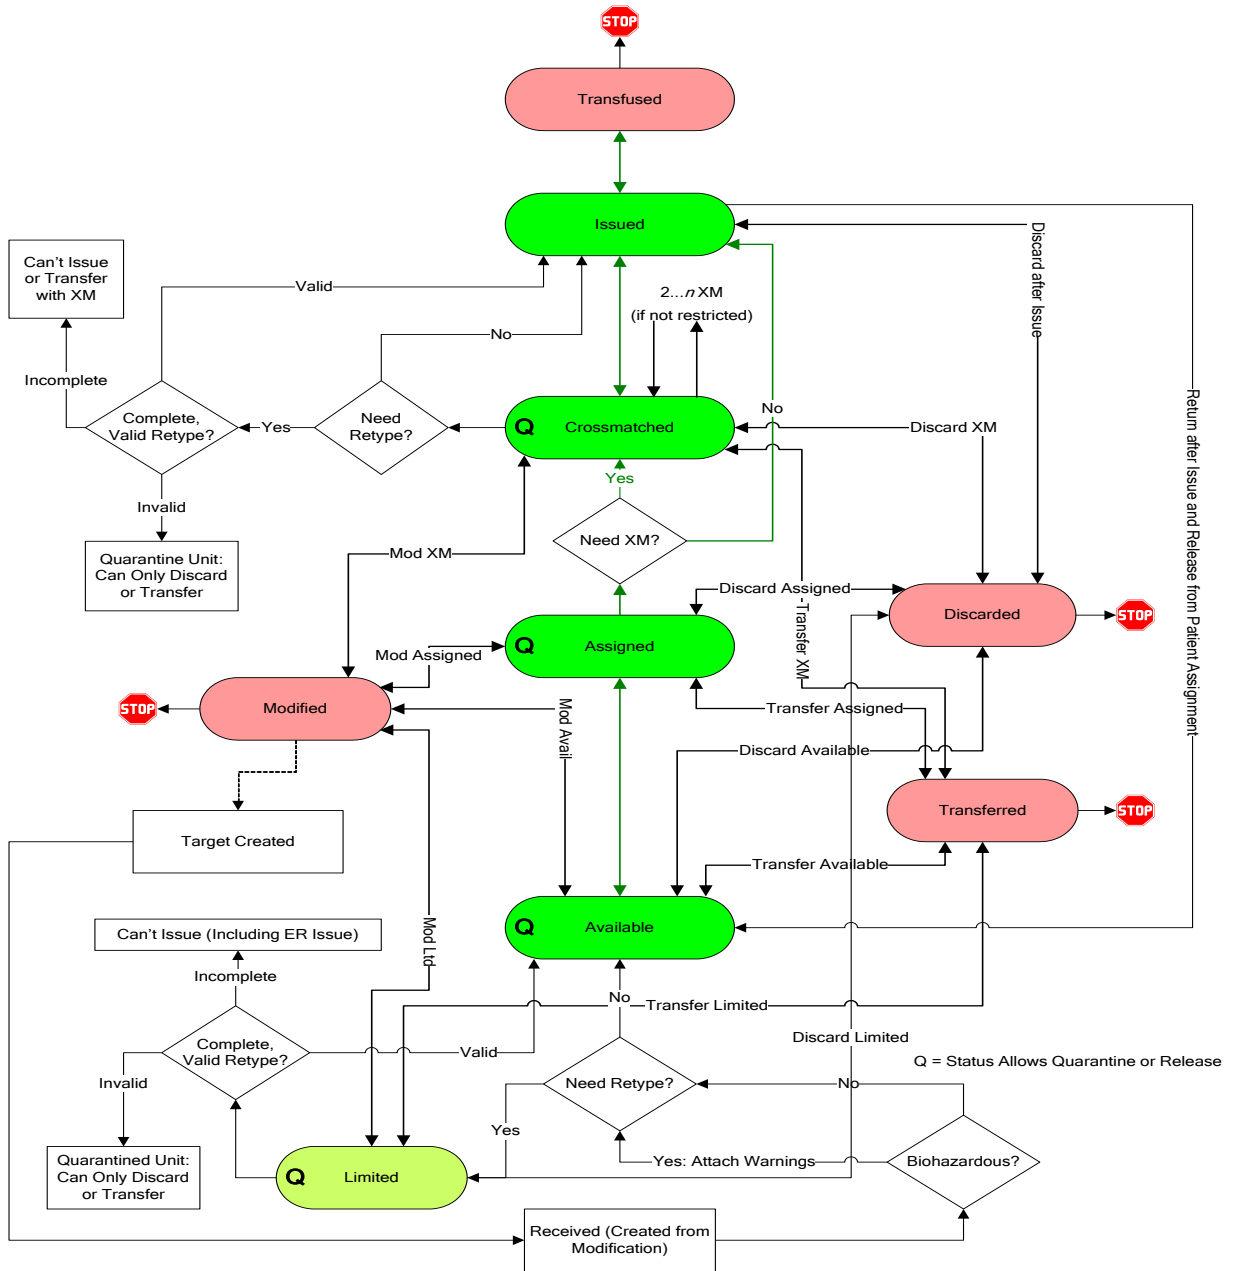 STOP
Transfused
Issued
Discard after Issue
Can't Issue
or Transfer
with XM
Valid
2...n XM
(if not restricted)
No
Incomplete
Return after Issue and Release from Patient Assignment
No
Complete,
Valid Retype?
Yes
Need
Retype?
Q
Crossmatched
Discard XM
Yes
Invalid
Need XM?
Mod XM
Quarantine Unit:
Can Only Discard
or Transfer
Discard Assigned
Transfer XM
Discarded
STOP
Q
Assigned
Mod Assigned
STOP
Modified
Mod Avail
Transfer Assigned
Discard Available
Transferred
STOP
Target Created
Transfer Available
Q
Available
Mod Ltd
Can't Issue (Including ER Issue)
Incomplete
No
Transfer Limited
Discard Limited
Complete,
Valid Retype?
Valid
Q = Status Allows Quarantine or Release
Invalid
Need Retype?
No
Yes
Quarantined Unit:
Can Only Discard
or Transfer
Q
Limited
Yes: Attach Warnings
Biohazardous?
Received (Created from
Modification)